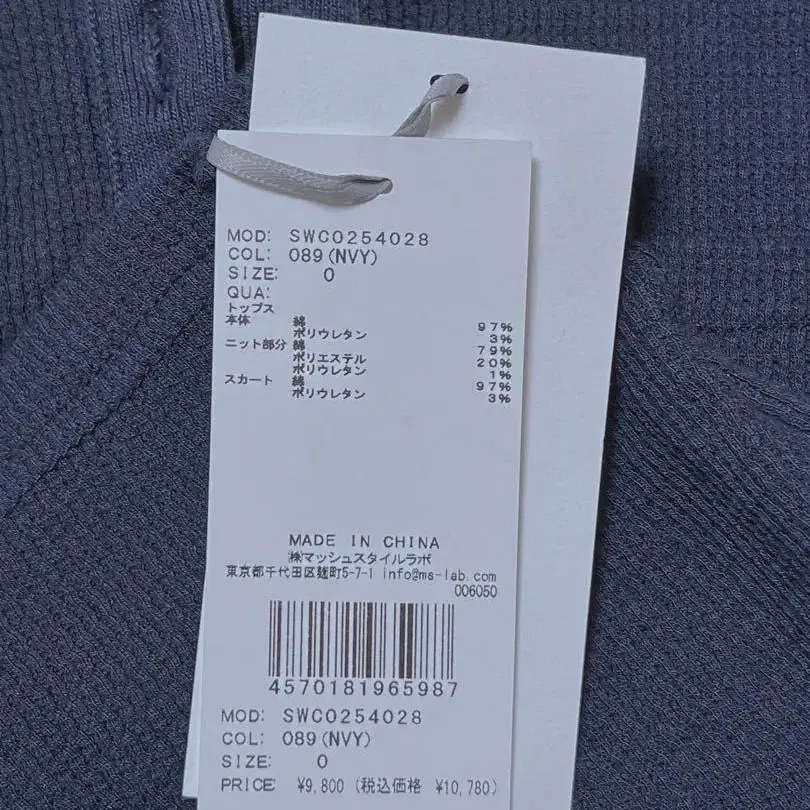 MOD: SWC0254028
COL: 089(NVY)
SIZE: 0
QUA:
トップス
本体 綿 97%
ポリウレタン 3%
ニット部分 綿 79%
ポリエステル 20%
ポリウレタン 1%
スカート 綿 97%
ポリウレタン 3%
MADE IN CHINA
㈱マッシュスタイルラボ
東京都千代田区麹町5-7-1 info@ms-lab.com
006050
4570181965987
MOD: SWC0254028
COL: 089(NVY)
SIZE: 0
PRICE: ¥9,800 (税込価格 ¥10,780)